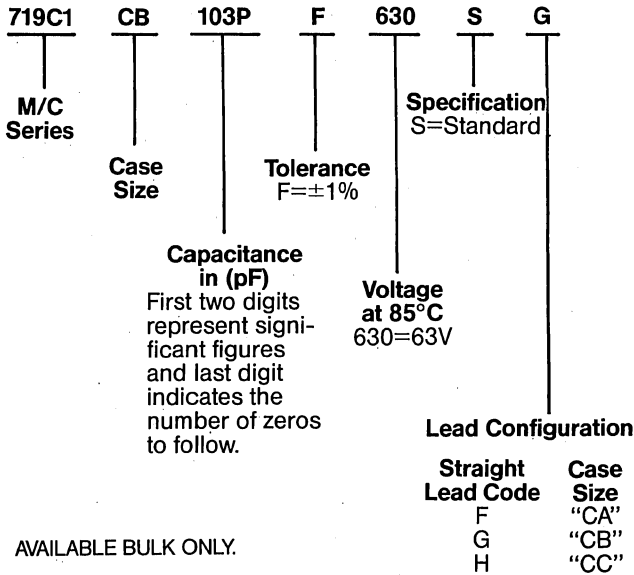 719C1 CB 103P F 630 S G
M/C
Series
Case
Size
Capacitance
in (pF)
First two digits
represent signi-
ficant figures
and last digit
indicates the
number of zeros
to follow.
Tolerance
F=±1%
Voltage
at 85°C
630=63V
Specification
S=Standard
Lead Configuration
Straight Case
Lead Code Size
F "CA"
G "CB"
H "CC"
AVAILABLE BULK ONLY.